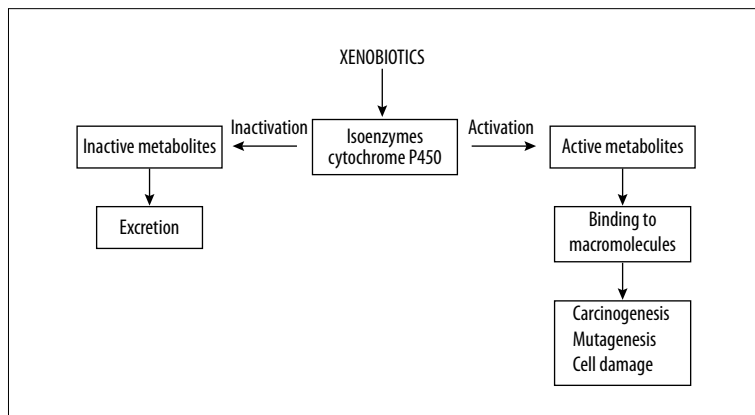 XENOBIOTICS
Inactivation
Isoenzymes
cytochrome P450
Activation
Inactive metabolites
Active metabolites
Excretion
Binding to
macromolecules
Carcinogenesis
Mutagenesis
Cell damage